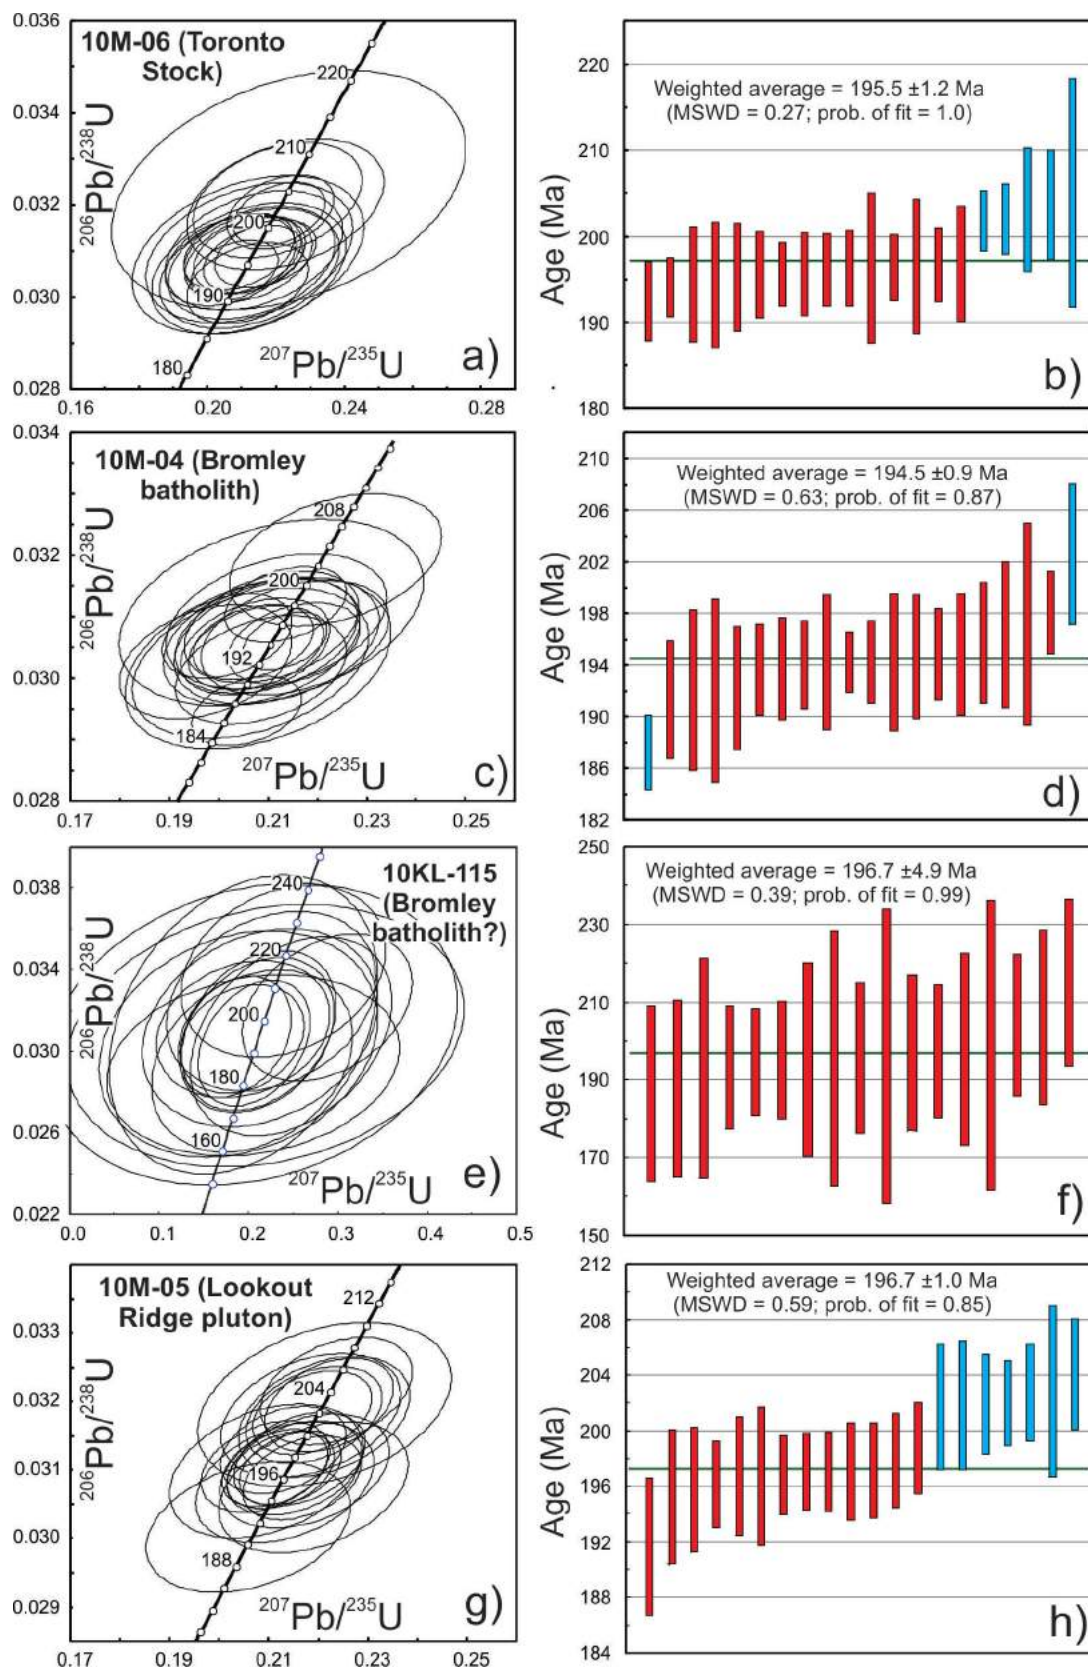 0.036
0.034
0.032
0.030
0.028
0.16
0.20
0.24
0.28
10M-06 (Toronto
Stock)
220
210
200
190
180
206Pb/238U
207Pb/235U
a)
220
210
200
190
180
Age (Ma)
Weighted average = 195.5 ±1.2 Ma
(MSWD = 0.27; prob. of fit = 1.0)
b)
0.034
0.032
0.030
0.028
0.17
0.19
0.21
0.23
0.25
10M-04 (Bromley
batholith)
208
200
192
184
206Pb/238U
207Pb/235U
c)
210
206
202
198
194
190
186
182
Age (Ma)
Weighted average = 194.5 ±0.9 Ma
(MSWD = 0.63; prob. of fit = 0.87)
d)
0.038
0.034
0.030
0.026
0.022
0.0
0.1
0.2
0.3
0.4
0.5
10KL-115
(Bromley
batholith?)
240
220
200
180
160
206Pb/238U
207Pb/235U
e)
250
230
210
190
170
150
Age (Ma)
Weighted average = 196.7 ±4.9 Ma
(MSWD = 0.39; prob. of fit = 0.99)
f)
0.033
0.032
0.031
0.030
0.029
0.17
0.19
0.21
0.23
0.25
10M-05 (Lookout
Ridge pluton)
212
204
196
188
206Pb/238U
207Pb/235U
g)
212
208
204
200
196
192
188
184
Age (Ma)
Weighted average = 196.7 ±1.0 Ma
(MSWD = 0.59; prob. of fit = 0.85)
h)